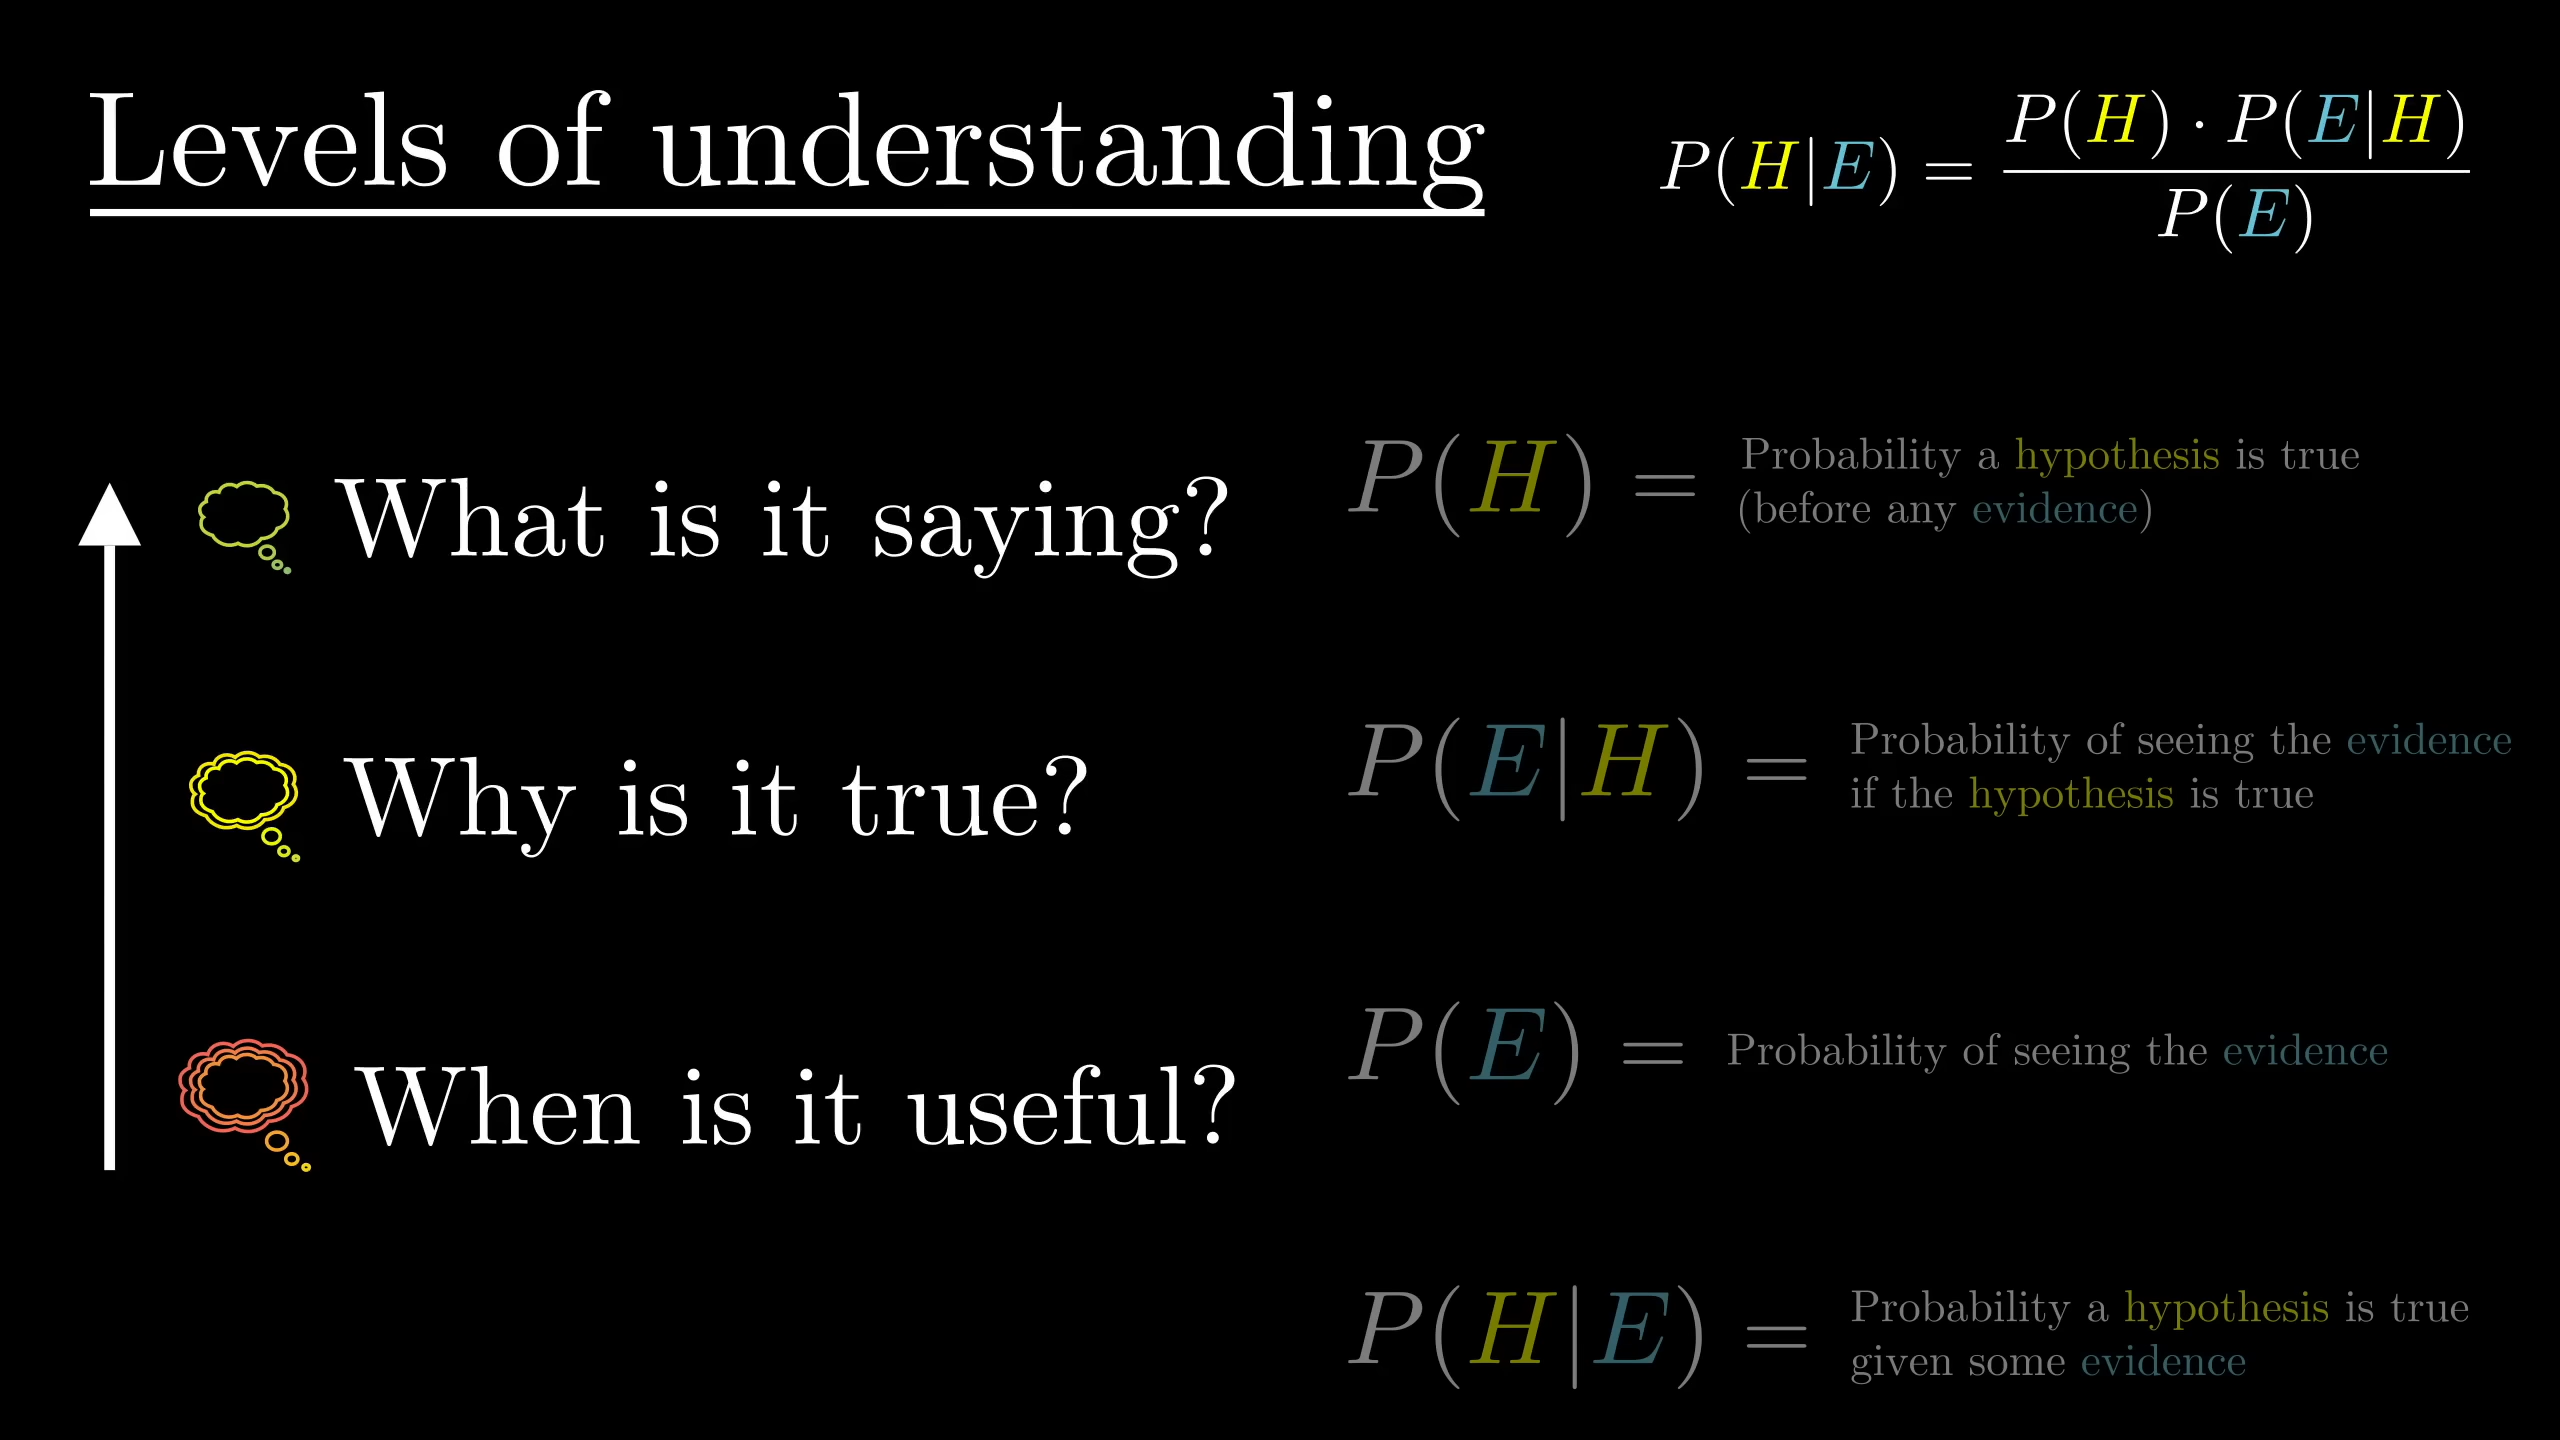 Levels of understanding
P(H|E) = P(H) · P(E|H) / P(E)
What is it saying?
Why is it true?
When is it useful?
P(H) = Probability a hypothesis is true
(before any evidence)
P(E|H) = Probability of seeing the evidence
if the hypothesis is true
P(E) = Probability of seeing the evidence
P(H|E) = Probability a hypothesis is true
given some evidence